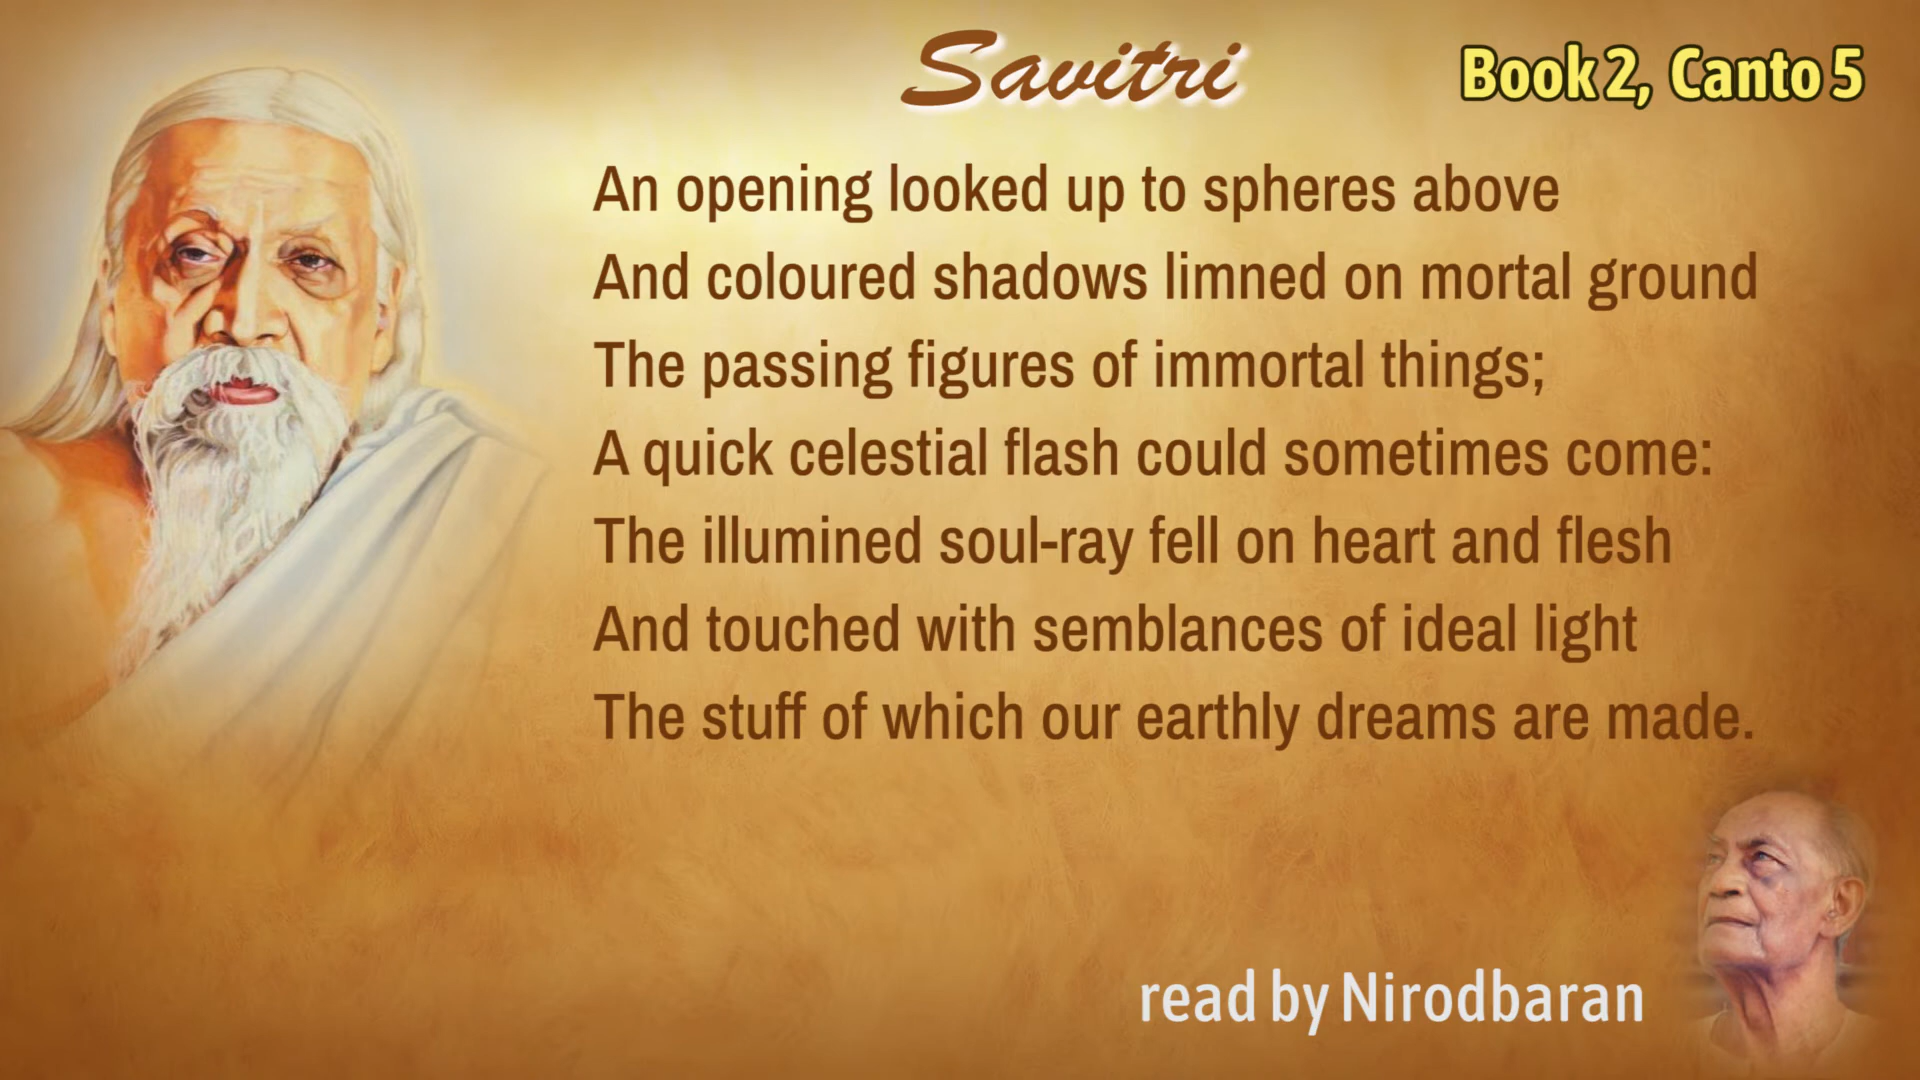 Savitri
Book 2, Canto 5
An opening looked up to spheres above
And coloured shadows limned on mortal ground
The passing figures of immortal things;
A quick celestial flash could sometimes come:
The illumined soul-ray fell on heart and flesh
And touched with semblances of ideal light
The stuff of which our earthly dreams are made.
read by Nirodbaran